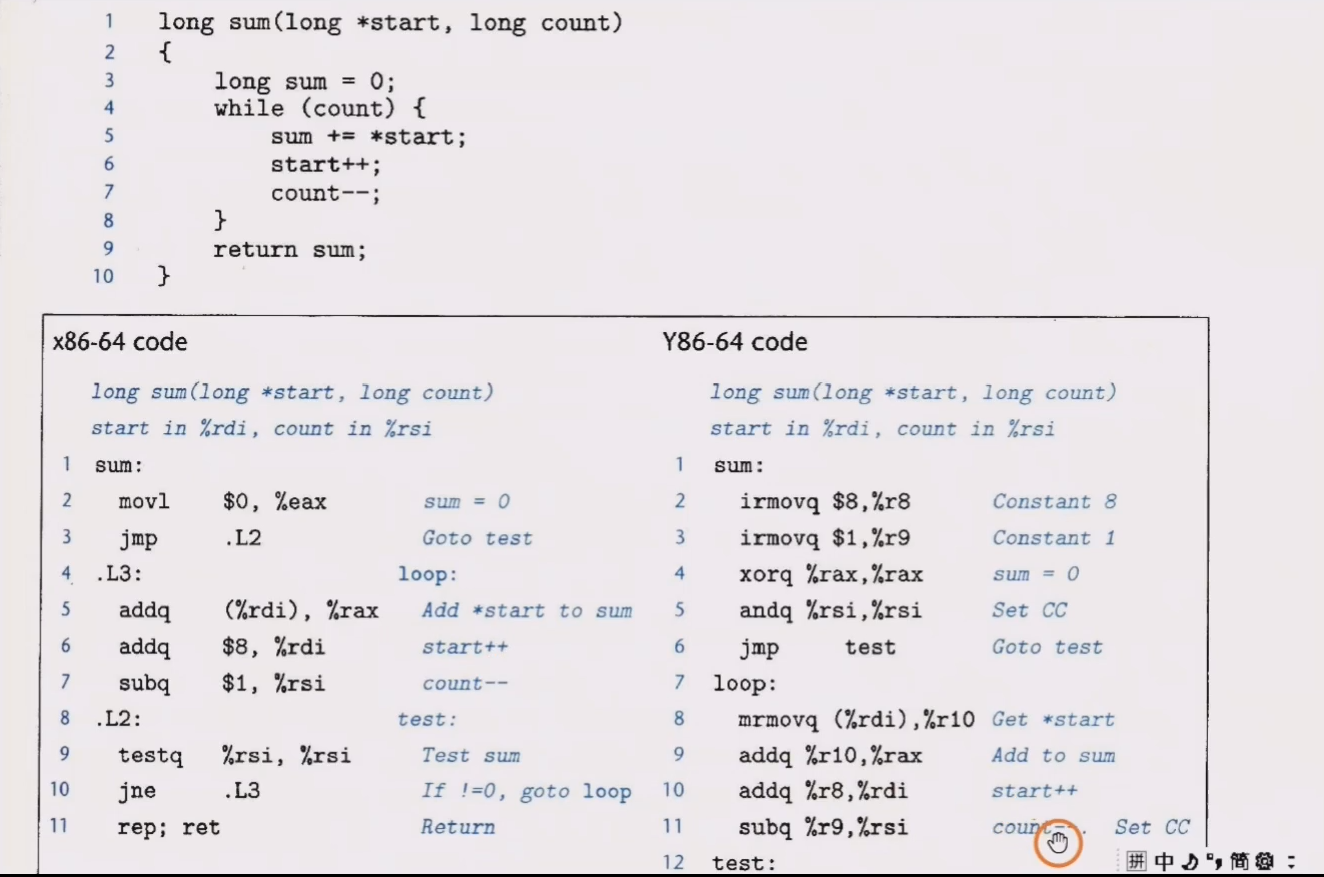 1 long sum(long *start, long count)
2 {
3 long sum = 0;
4 while (count) {
5 sum += *start;
6 start++;
7 count--;
8 }
9 return sum;
10 }
x86-64 code
long sum(long *start, long count)
start in %rdi, count in %rsi
1 sum:
2 movl $0, %eax sum = 0
3 jmp .L2 Goto test
4 .L3: loop:
5 addq (%rdi), %rax Add *start to sum
6 addq $8, %rdi start++
7 subq $1, %rsi count--
8 .L2: test:
9 testq %rsi, %rsi Test sum
10 jne .L3 If !=0, goto loop
11 rep; ret Return
Y86-64 code
long sum(long *start, long count)
start in %rdi, count in %rsi
1 sum:
2 irmovq $8,%r8 Constant 8
3 irmovq $1,%r9 Constant 1
4 xorq %rax,%rax sum = 0
5 andq %rsi,%rsi Set CC
6 jmp test Goto test
7 loop:
8 mrmovq (%rdi),%r10 Get *start
9 addq %r10,%rax Add to sum
10 addq %r8,%rdi start++
11 subq %r9,%rsi count--. Set CC
12 test:
拼 中 简